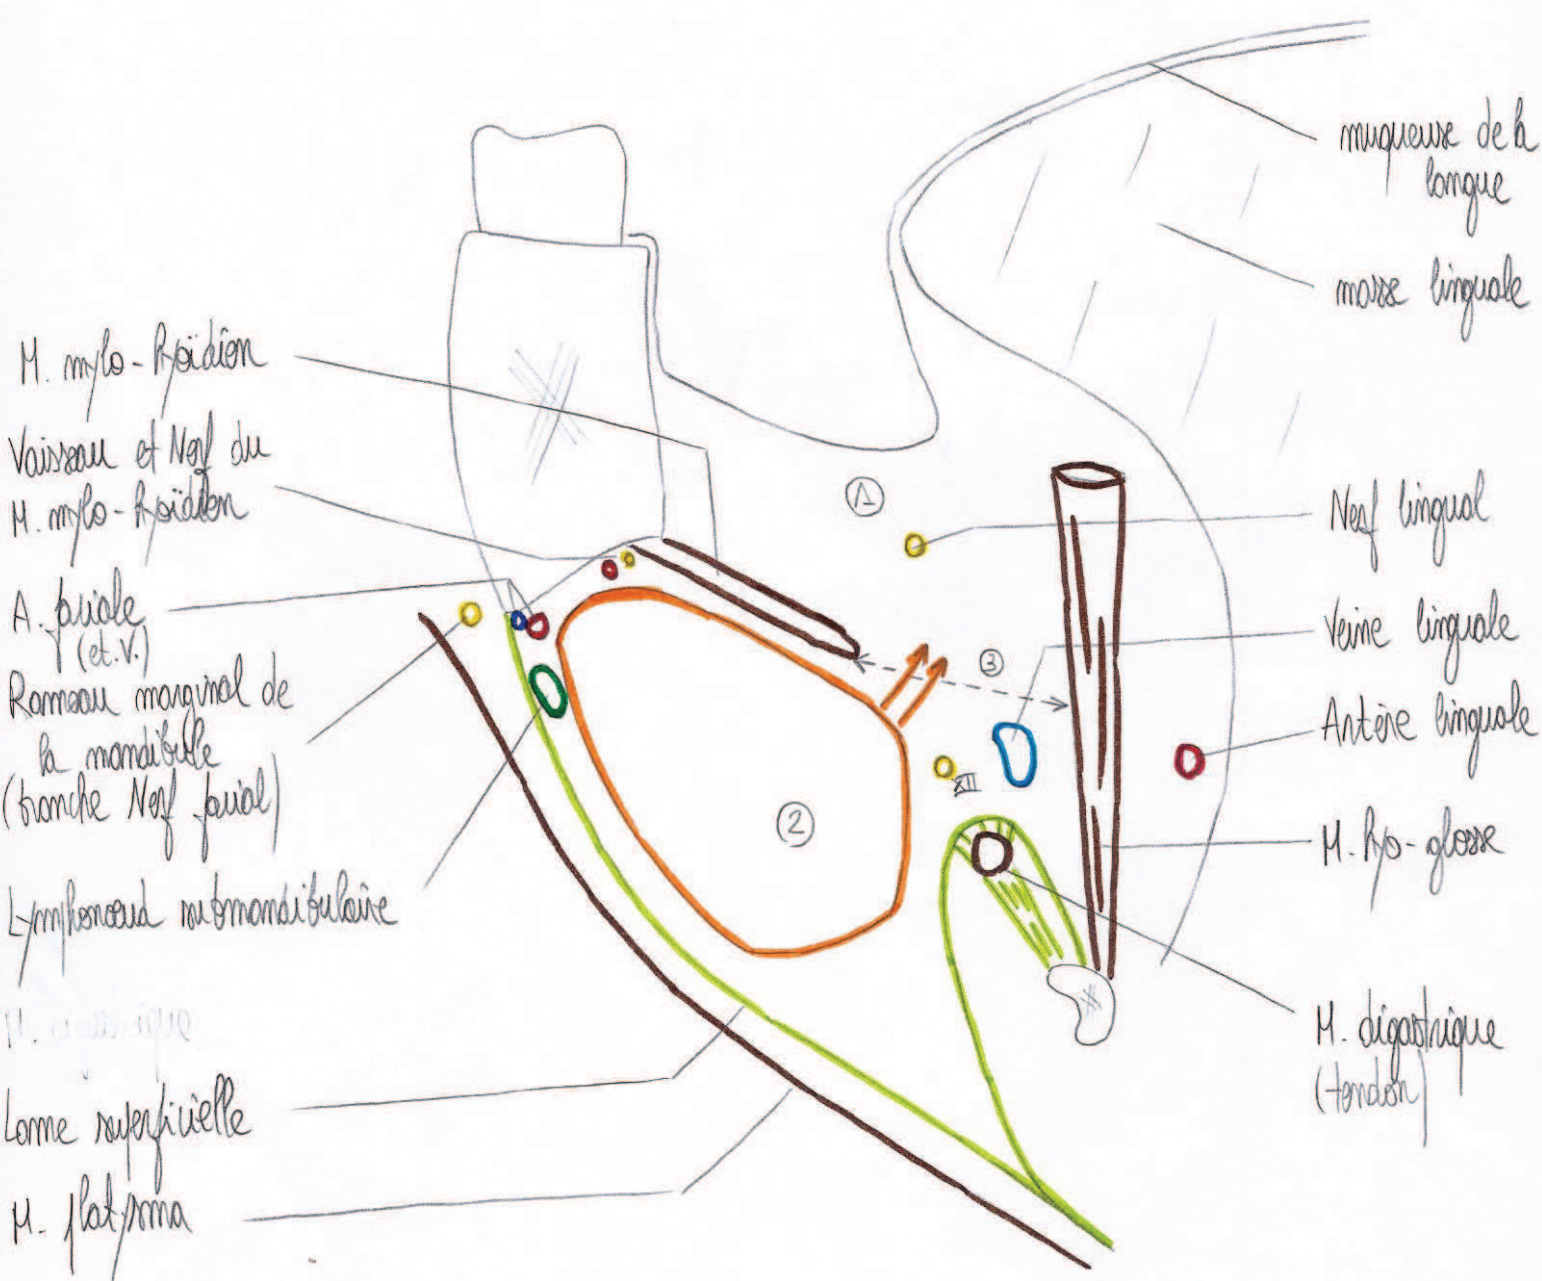 muqueuse de la
langue
masse linguale
M. mylo-hyoïdien
Vaisseau et Nerf du
M. mylo-hyoïdien
A. faciale
(et.V.)
Rameau marginal de
la mandibulle
(branche Nerf facial)
Lymphonoeud submandibulaire
Lame superficielle
M. platysma
1
2
3
XII
Nerf lingual
Veine linguale
Artère linguale
M. hyo-glosse
M. digastrique
(tendon)